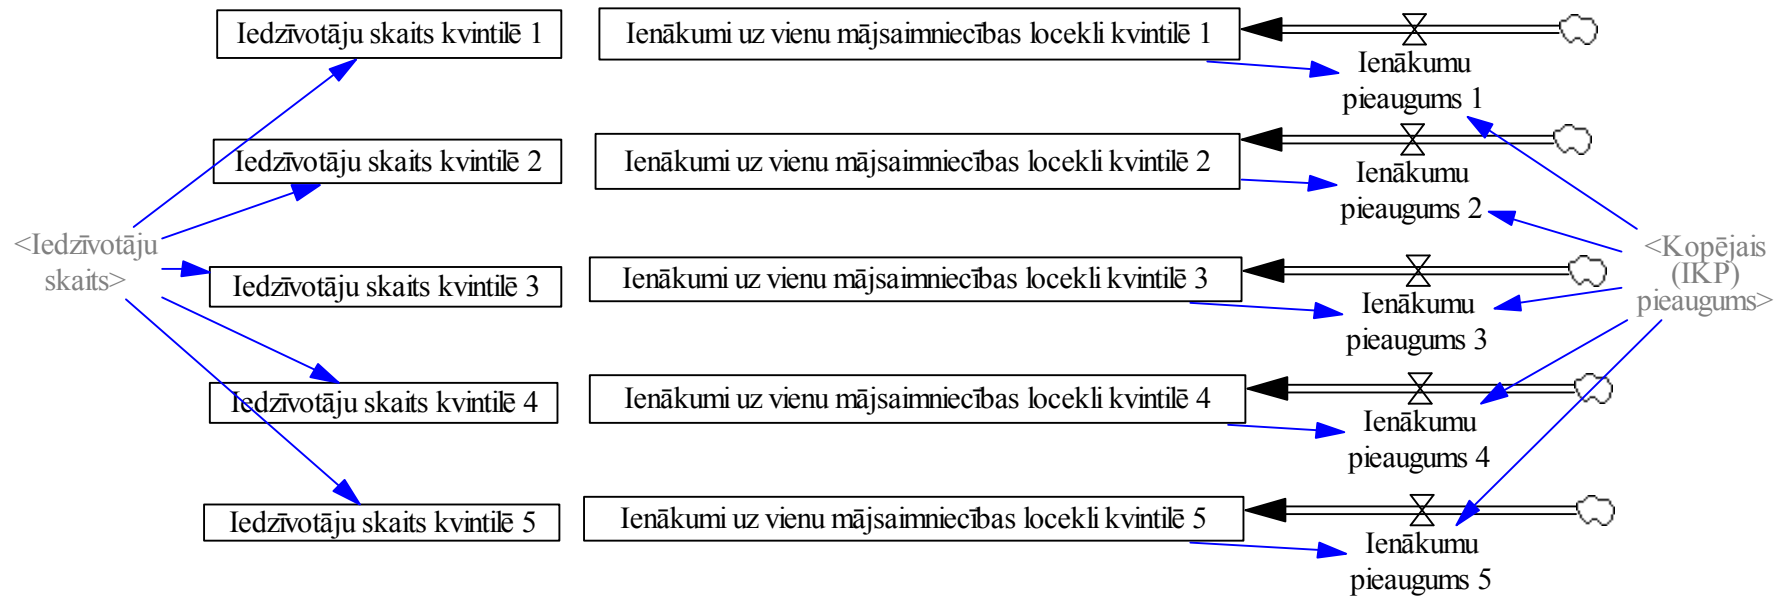 Iedzīvotāju skaits kvintilē 1
Ienākumi uz vienu mājsaimniecības locekli kvintilē 1
Ienākumu
pieaugums 1
Iedzīvotāju skaits kvintilē 2
Ienākumi uz vienu mājsaimniecības locekli kvintilē 2
Ienākumu
pieaugums 2
<Iedzīvotāju
skaits>
Iedzīvotāju skaits kvintilē 3
Ienākumi uz vienu mājsaimniecības locekli kvintilē 3
Ienākumu
pieaugums 3
<Kopējais
(IKP)
pieaugums>
Iedzīvotāju skaits kvintilē 4
Ienākumi uz vienu mājsaimniecības locekli kvintilē 4
Ienākumu
pieaugums 4
Iedzīvotāju skaits kvintilē 5
Ienākumi uz vienu mājsaimniecības locekli kvintilē 5
Ienākumu
pieaugums 5